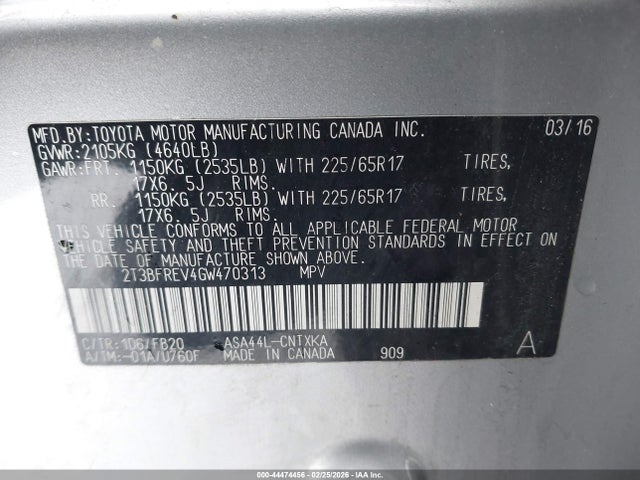 MFD.BY:TOYOTA MOTOR MANUFACTURING CANADA INC. 03/16
GVWR:2105KG (4640LB)
GAWR:FRT. 1150KG (2535LB) WITH 225/65R17 TIRES,
17X6.5J RIMS.
RR. 1150KG (2535LB) WITH 225/65R17 TIRES,
17X6.5J RIMS.
THIS VEHICLE CONFORMS TO ALL APPLICABLE FEDERAL MOTOR
VEHICLE SAFETY AND THEFT PREVENTION STANDARDS IN EFFECT ON
THE DATE OF MANUFACTURE SHOWN ABOVE.
2T3BFREV4GW470313 MPV
C/TR:1D6/FB20 ASA44L-CNTXKA
A/TM:-01A/U760F MADE IN CANADA 909 A
000-44474456 - 02/25/2026 - IAA Inc.